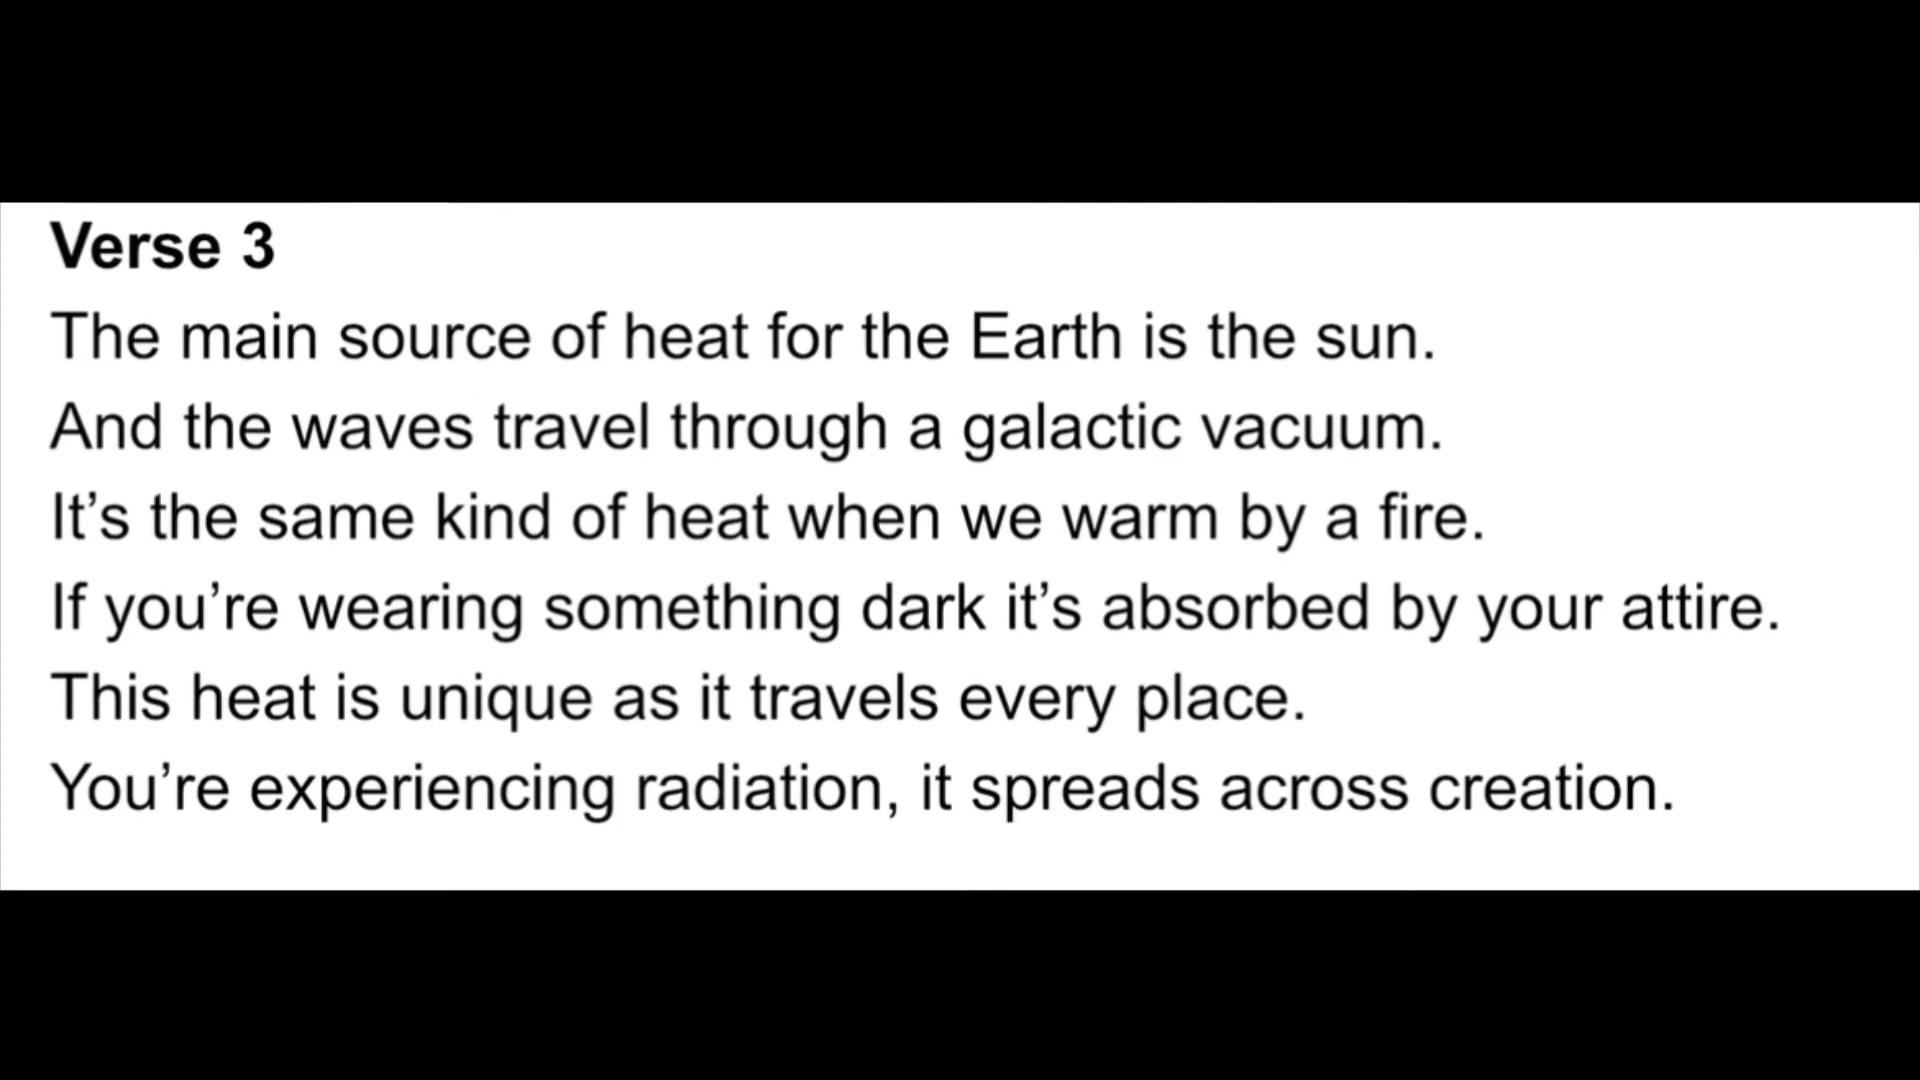 Verse 3
The main source of heat for the Earth is the sun.
And the waves travel through a galactic vacuum.
It’s the same kind of heat when we warm by a fire.
If you’re wearing something dark it’s absorbed by your attire.
This heat is unique as it travels every place.
You’re experiencing radiation, it spreads across creation.